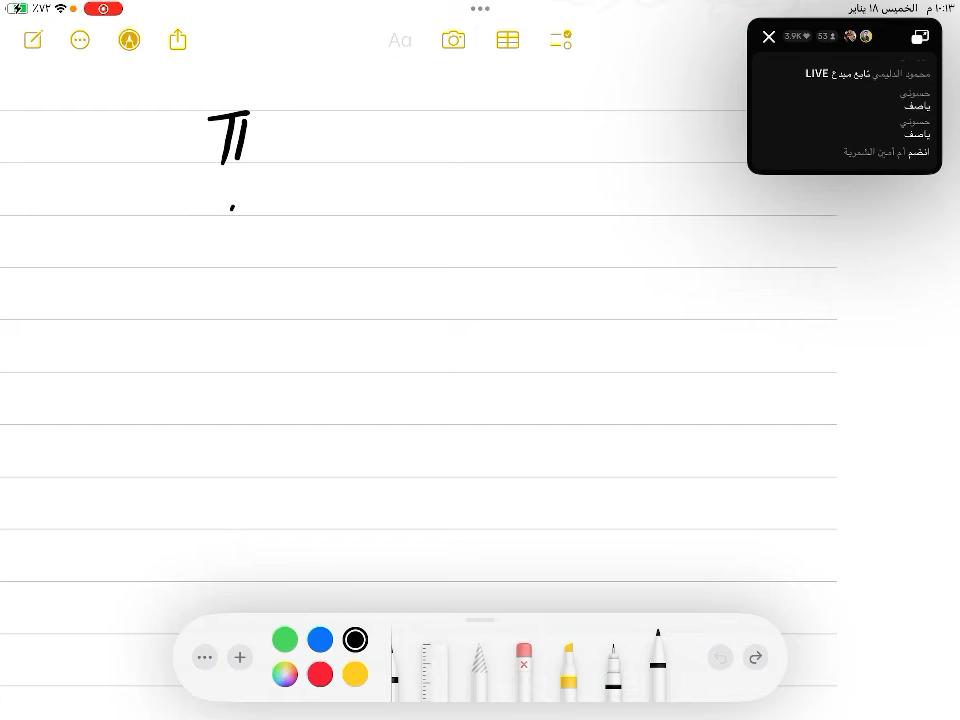 ٪٧٢
الخميس ١٨ يناير ١٠:١٣ م
Aa
3.9K 53
محمود الدليمي تابع مبدع LIVE
حسوني
ياصف
حسوني
ياصف
انضم أم أمين الشمرية
π
.